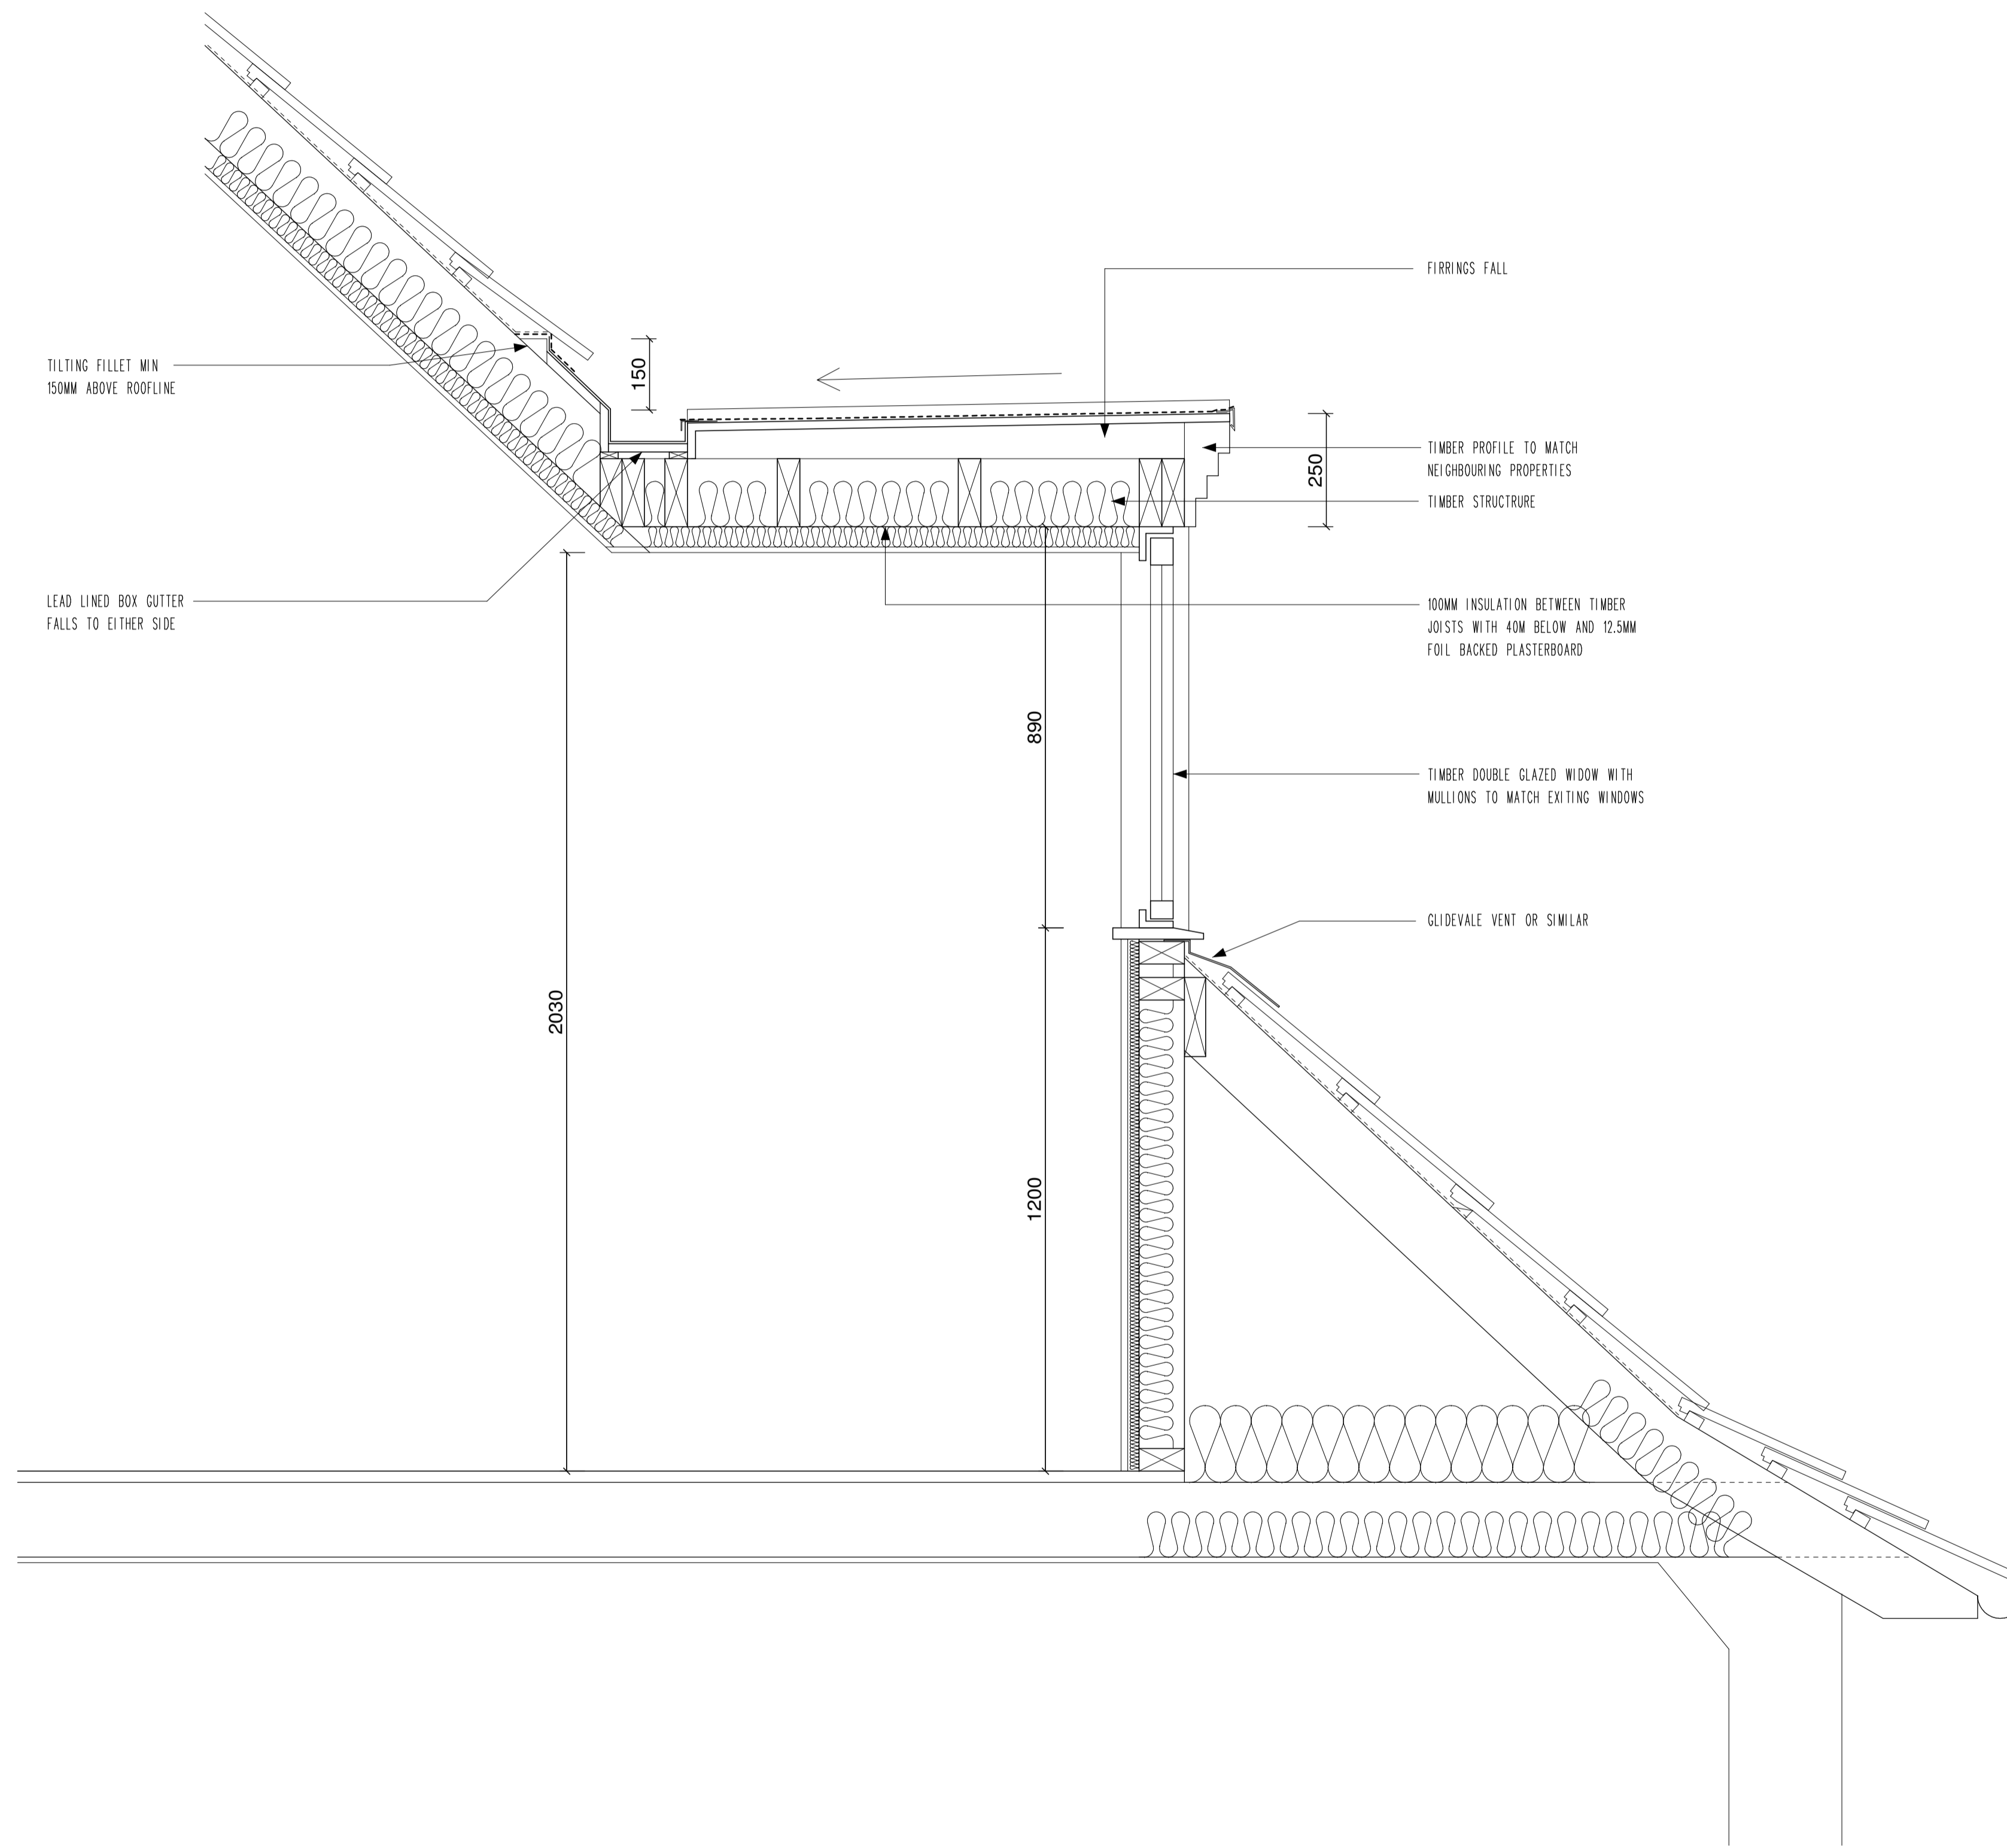 FIRRINGS FALL
TILTING FILLET MIN
150MM ABOVE ROOFLINE
150
250
TIMBER PROFILE TO MATCH
NEIGHBOURING PROPERTIES
TIMBER STRUCTRURE
LEAD LINED BOX GUTTER
FALLS TO EITHER SIDE
100MM INSULATION BETWEEN TIMBER
JOISTS WITH 40M BELOW AND 12.5MM
FOIL BACKED PLASTERBOARD
890
TIMBER DOUBLE GLAZED WIDOW WITH
MULLIONS TO MATCH EXITING WINDOWS
GLIDEVALE VENT OR SIMILAR
2030
1200